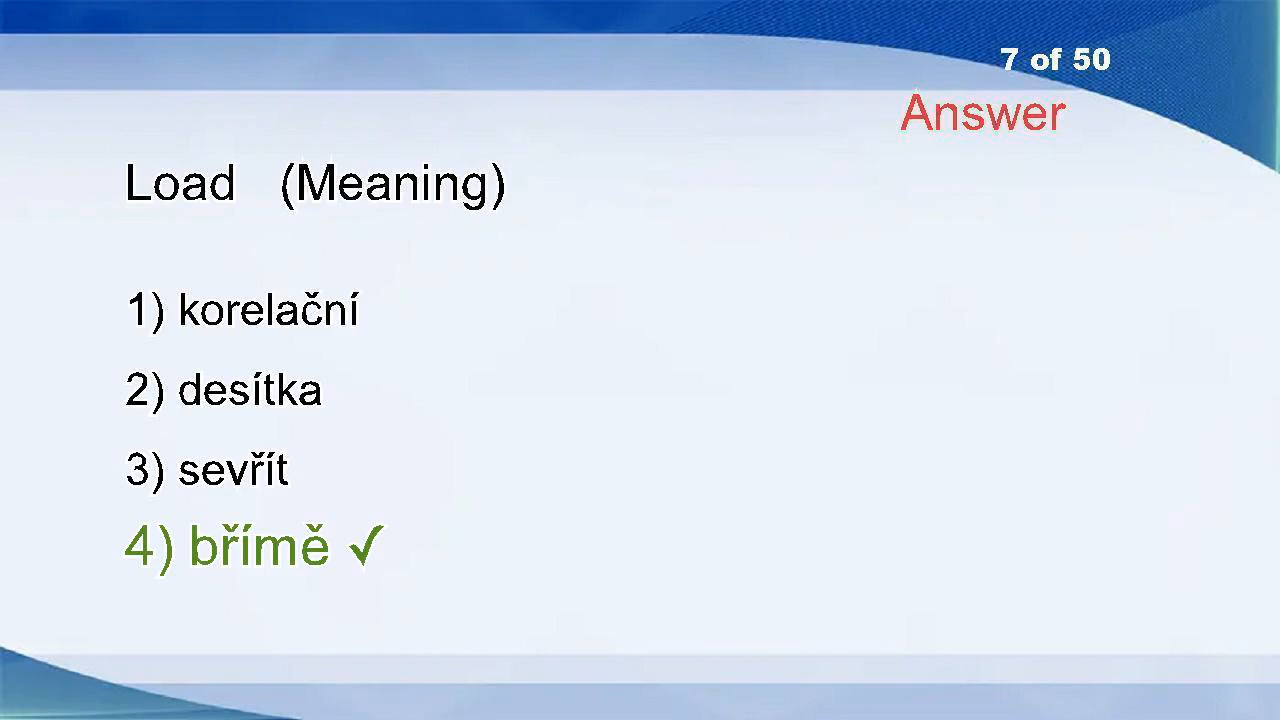 7 of 50
Answer
Load (Meaning)
1) korelační
2) desítka
3) sevřít
4) břímě ✓